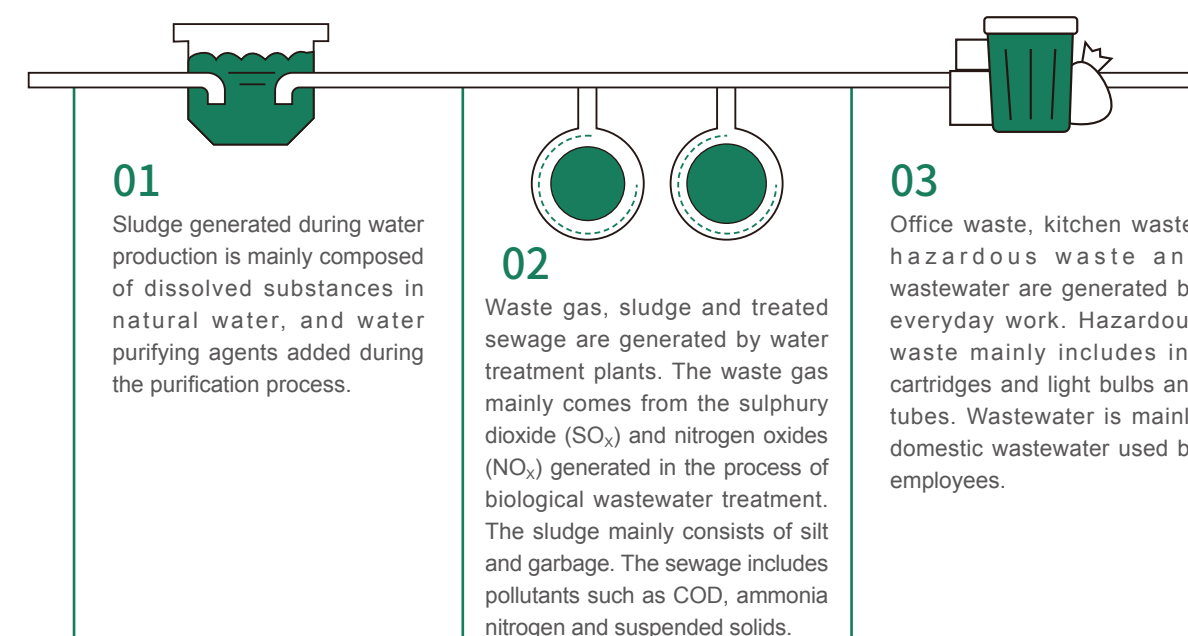 01
Sludge generated during water
production is mainly composed
of dissolved substances in
natural water, and water
purifying agents added during
the purification process.
02
Waste gas, sludge and treated
sewage are generated by water
treatment plants. The waste gas
mainly comes from the sulphury
dioxide (SOₓ) and nitrogen oxides
(NOₓ) generated in the process of
biological wastewater treatment.
The sludge mainly consists of silt
and garbage. The sewage includes
pollutants such as COD, ammonia
nitrogen and suspended solids.
03
Office waste, kitchen waste
hazardous waste an
wastewater are generated b
everyday work. Hazardou
waste mainly includes in
cartridges and light bulbs an
tubes. Wastewater is mainl
domestic wastewater used b
employees.